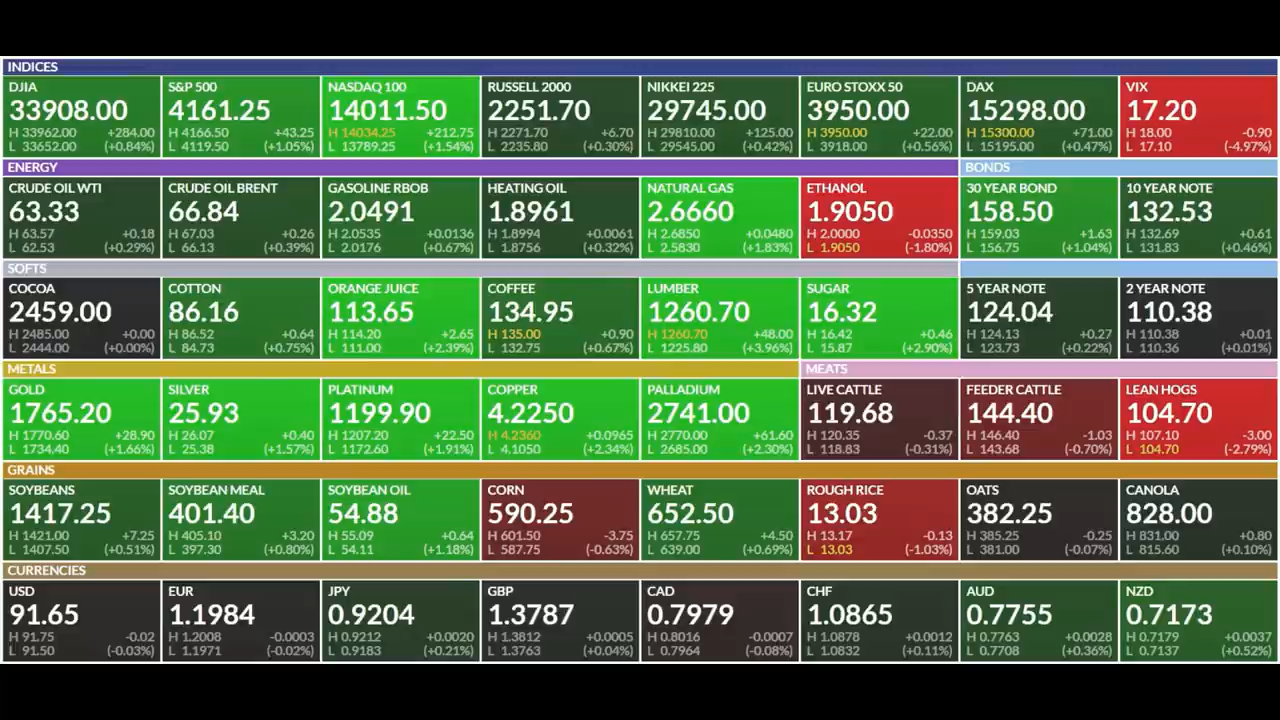 INDICES
DJIA
33908.00
H 33962.00 +284.00
L 33652.00 (+0.84%)
S&P 500
4161.25
H 4166.50 +43.25
L 4119.50 (+1.05%)
NASDAQ 100
14011.50
H 14034.25 +212.75
L 13789.25 (+1.54%)
RUSSELL 2000
2251.70
H 2271.70 +6.70
L 2235.80 (+0.30%)
NIKKEI 225
29745.00
H 29810.00 +125.00
L 29545.00 (+0.42%)
EURO STOXX 50
3950.00
H 3950.00 +22.00
L 3918.00 (+0.56%)
DAX
15298.00
H 15300.00 +71.00
L 15195.00 (+0.47%)
VIX
17.20
H 18.00 -0.90
L 17.10 (-4.97%)
ENERGY
CRUDE OIL WTI
63.33
H 63.57 +0.18
L 62.53 (+0.29%)
CRUDE OIL BRENT
66.84
H 67.03 +0.26
L 66.13 (+0.39%)
GASOLINE RBOB
2.0491
H 2.0535 +0.0136
L 2.0176 (+0.67%)
HEATING OIL
1.8961
H 1.8994 +0.0061
L 1.8756 (+0.32%)
NATURAL GAS
2.6660
H 2.6850 +0.0480
L 2.5830 (+1.83%)
ETHANOL
1.9050
H 2.0000 -0.0350
L 1.9050 (-1.80%)
BONDS
30 YEAR BOND
158.50
H 159.03 +1.63
L 156.75 (+1.04%)
10 YEAR NOTE
132.53
H 132.69 +0.61
L 131.83 (+0.46%)
SOFTS
COCOA
2459.00
H 2485.00 +0.00
L 2444.00 (+0.00%)
COTTON
86.16
H 86.52 +0.64
L 84.73 (+0.75%)
ORANGE JUICE
113.65
H 114.20 +2.65
L 111.00 (+2.39%)
COFFEE
134.95
H 135.00 +0.90
L 132.75 (+0.67%)
LUMBER
1260.70
H 1260.70 +48.00
L 1225.80 (+3.96%)
SUGAR
16.32
H 16.42 +0.46
L 15.87 (+2.90%)
5 YEAR NOTE
124.04
H 124.13 +0.27
L 123.73 (+0.22%)
2 YEAR NOTE
110.38
H 110.38 +0.01
L 110.36 (+0.01%)
METALS
GOLD
1765.20
H 1770.60 +28.90
L 1734.40 (+1.66%)
SILVER
25.93
H 26.07 +0.40
L 25.38 (+1.57%)
PLATINUM
1199.90
H 1207.20 +22.50
L 1172.60 (+1.91%)
COPPER
4.2250
H 4.2360 +0.0965
L 4.1050 (+2.34%)
PALLADIUM
2741.00
H 2770.00 +61.60
L 2685.00 (+2.30%)
MEATS
LIVE CATTLE
119.68
H 120.35 -0.37
L 118.83 (-0.31%)
FEEDER CATTLE
144.40
H 146.40 -1.03
L 143.68 (-0.70%)
LEAN HOGS
104.70
H 107.10 -3.00
L 104.70 (-2.79%)
GRAINS
SOYBEANS
1417.25
H 1421.00 +7.25
L 1407.50 (+0.51%)
SOYBEAN MEAL
401.40
H 405.10 +3.20
L 397.30 (+0.80%)
SOYBEAN OIL
54.88
H 55.09 +0.64
L 54.11 (+1.18%)
CORN
590.25
H 601.50 -3.75
L 587.75 (-0.63%)
WHEAT
652.50
H 657.75 +4.50
L 639.00 (+0.69%)
ROUGH RICE
13.03
H 13.17 -0.13
L 13.03 (-1.03%)
OATS
382.25
H 385.25 -0.25
L 381.00 (-0.07%)
CANOLA
828.00
H 831.00 +0.80
L 815.60 (+0.10%)
CURRENCIES
USD
91.65
H 91.75 -0.02
L 91.50 (-0.03%)
EUR
1.1984
H 1.2008 -0.0003
L 1.1971 (-0.02%)
JPY
0.9204
H 0.9212 +0.0020
L 0.9183 (+0.21%)
GBP
1.3787
H 1.3812 +0.0005
L 1.3763 (+0.04%)
CAD
0.7979
H 0.8016 -0.0007
L 0.7964 (-0.08%)
CHF
1.0865
H 1.0878 +0.0012
L 1.0832 (+0.11%)
AUD
0.7755
H 0.7763 +0.0028
L 0.7708 (+0.36%)
NZD
0.7173
H 0.7179 +0.0037
L 0.7137 (+0.52%)